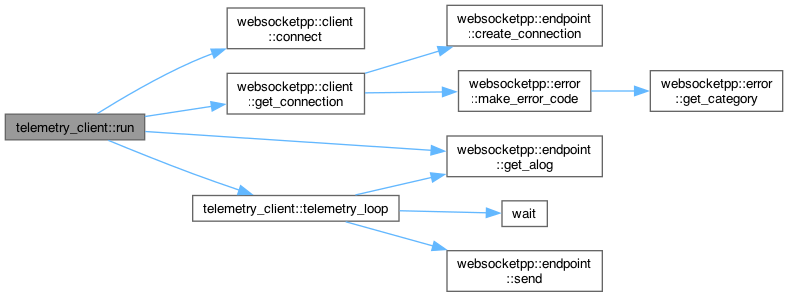 websocketpp::client
::connect
websocketpp::endpoint
::create_connection
websocketpp::client
::get_connection
websocketpp::error
::make_error_code
websocketpp::error
::get_category
telemetry_client::run
websocketpp::endpoint
::get_alog
telemetry_client::telemetry_loop
wait
websocketpp::endpoint
::send